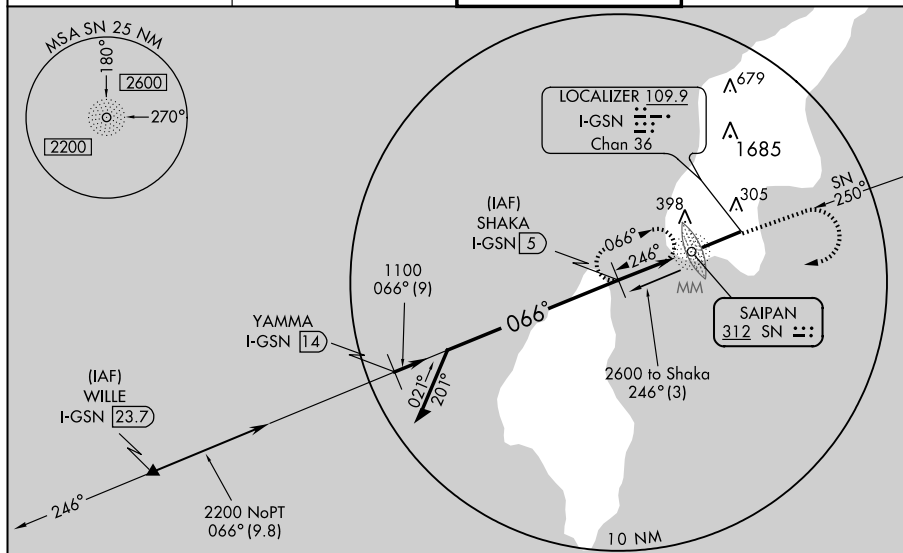 MSA SN 25 NM
180°
2600
270°
2200
679
LOCALIZER 109.9
I-GSN
Chan 36
1685
SN
250°
(IAF)
SHAKA
I-GSN 5
398
305
066°
246°
MM
1100
066° (9)
066°
SAIPAN
312 SN
YAMMA
I-GSN 14
2600 to Shaka
246° (3)
021°
201°
(IAF)
WILLE
I-GSN 23.7
246°
2200 NoPT
066° (9.8)
10 NM